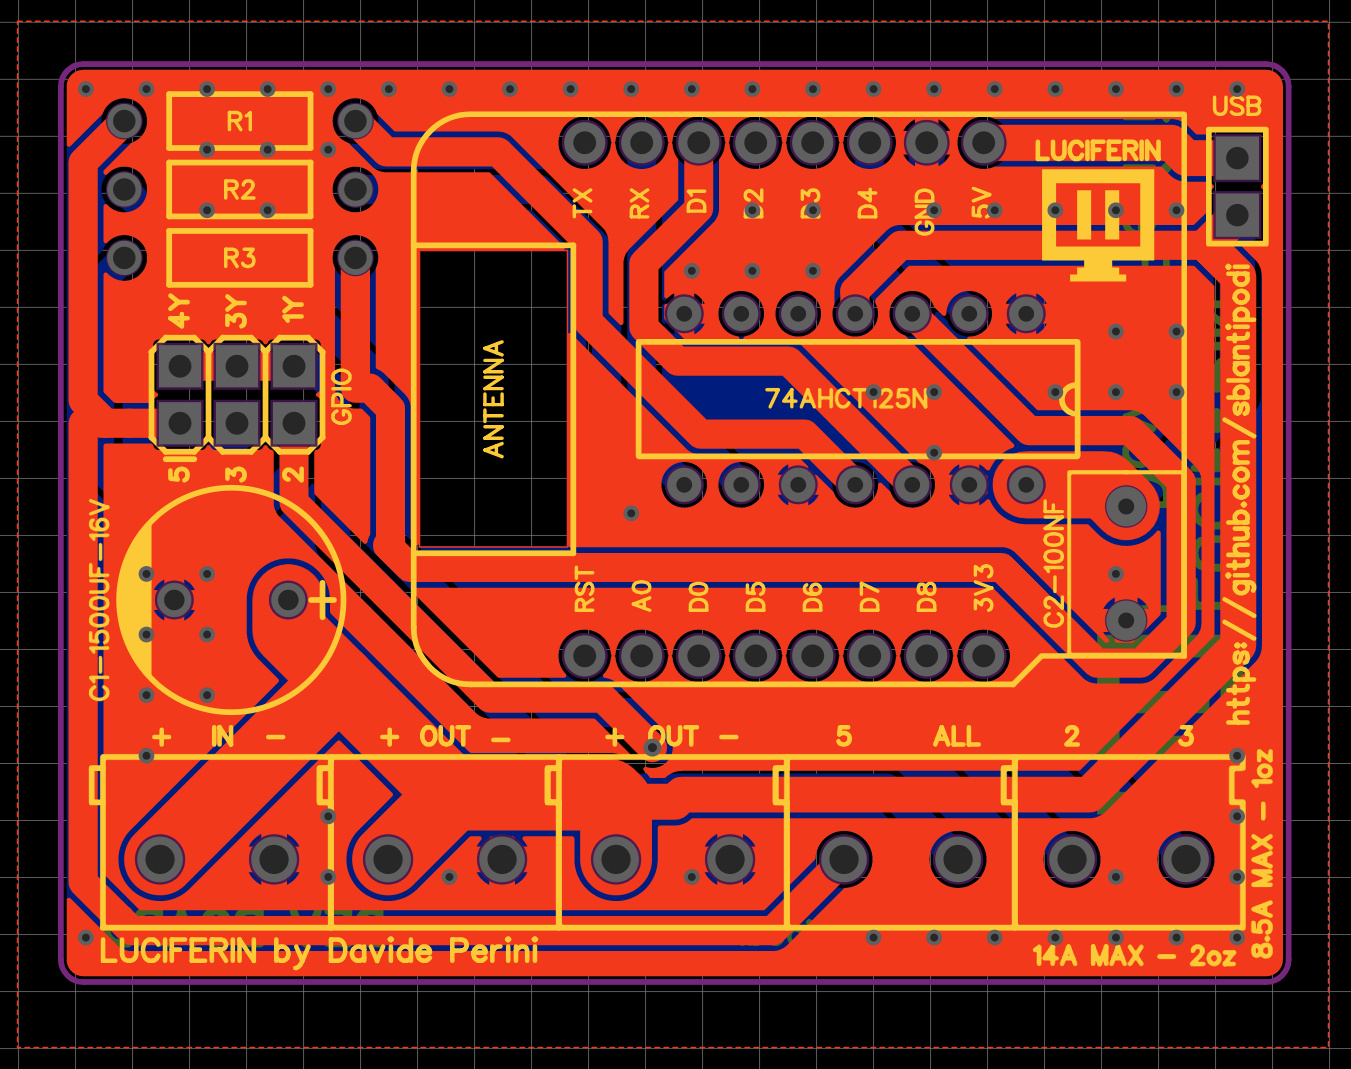 USB
R1
LUCIFERIN
R2
TX
RX
D1
D2
D3
D4
GND
5V
R3
4Y
3Y
1Y
GPIO
ANTENNA
74AHCT125N
https://github.com/sblantipodi
5
3
2
C1-1500UF-16V
C2-100NF
+
RST
A0
D0
D5
D6
D7
D8
3V3
+ IN -
+ OUT -
+ OUT -
5
ALL
2
3
8.5A MAX - 1oz
LUCIFERIN by Davide Perini
14A MAX - 2oz